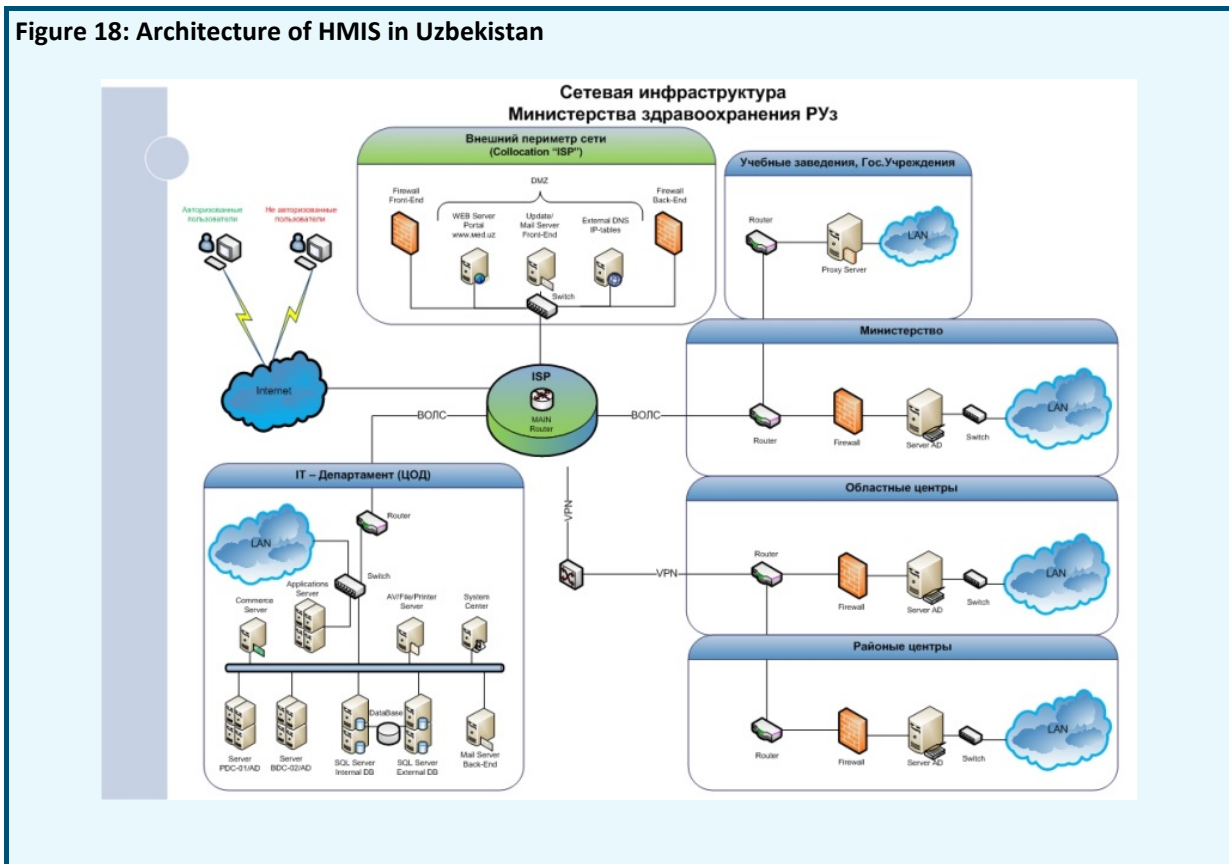 Figure 18: Architecture of HMIS in Uzbekistan
Сетевая инфраструктура
Министерства здравоохранения РУз
Внешний периметр сети
(Collocation "ISP")
DMZ
Firewall
Front-End
WEB Server
Portal
www.мed.uz
Update/
Mail Server
Front-End
External DNS
IP-tables
Firewall
Back-End
Switch
Авторизованные
пользователи
Не авторизованные
пользователи
Internet
ISP
MAIN
Router
ВОЛС
ВОЛС
VPN
VPN
Учебные заведения, Гос.Учреждения
Router
Proxy Server
LAN
Министерство
Router
Firewall
Server AD
Switch
LAN
Областные центры
Router
Firewall
Server AD
Switch
LAN
Районые центры
Router
Firewall
Server AD
Switch
LAN
IT – Департамент (ЦОД)
Router
LAN
Switch
Commerce
Server
Applications
Server
AV/File/Printer
Server
System
Center
DataBase
Server
PDC-01/AD
Server
BDC-02/AD
SQL Server
Internal DB
SQL Server
External DB
Mail Server
Back-End